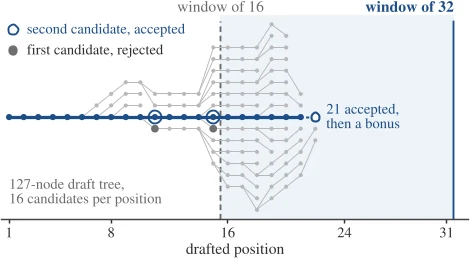 window of 16
window of 32
second candidate, accepted
first candidate, rejected
21 accepted,
then a bonus
127-node draft tree,
16 candidates per position
1
8
16
24
31
drafted position